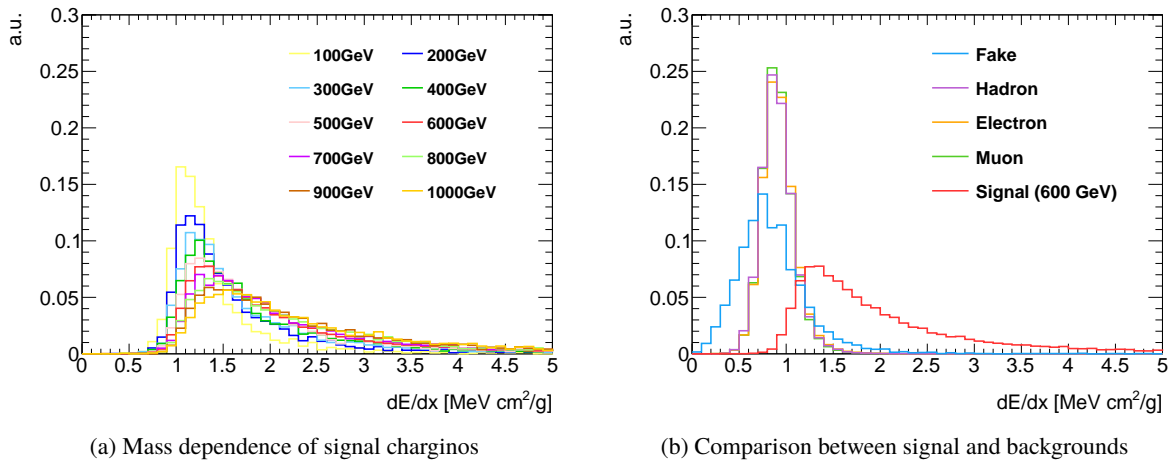 a.u.
0.3
0.25
0.2
0.15
0.1
0.05
0
100GeV 200GeV
300GeV 400GeV
500GeV 600GeV
700GeV 800GeV
900GeV 1000GeV
0 0.5 1 1.5 2 2.5 3 3.5 4 4.5 5
dE/dx [MeV cm²/g]
(a) Mass dependence of signal charginos
a.u.
0.3
0.25
0.2
0.15
0.1
0.05
0
Fake
Hadron
Electron
Muon
Signal (600 GeV)
0 0.5 1 1.5 2 2.5 3 3.5 4 4.5 5
dE/dx [MeV cm²/g]
(b) Comparison between signal and backgrounds